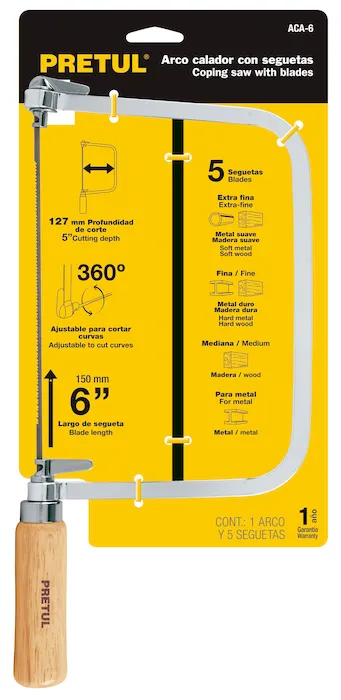 ACA-6
PRETUL®
Arco calador con seguetas
Coping saw with blades
127 mm Profundidad
de corte
5" Cutting depth
360º
Ajustable para cortar
curvas
Adjustable to cut curves
150 mm
6"
Largo de segueta
Blade length
5 Seguetas
Blades
Extra fina
Extra-fine
Metal suave
Madera suave
Soft metal
Soft wood
Fina / Fine
Metal duro
Madera dura
Hard metal
Hard wood
Mediana / Medium
Madera / wood
Para metal
For metal
Metal / metal
CONT.: 1 ARCO
Y 5 SEGUETAS
1 año
Garantía
Warranty
PRETUL